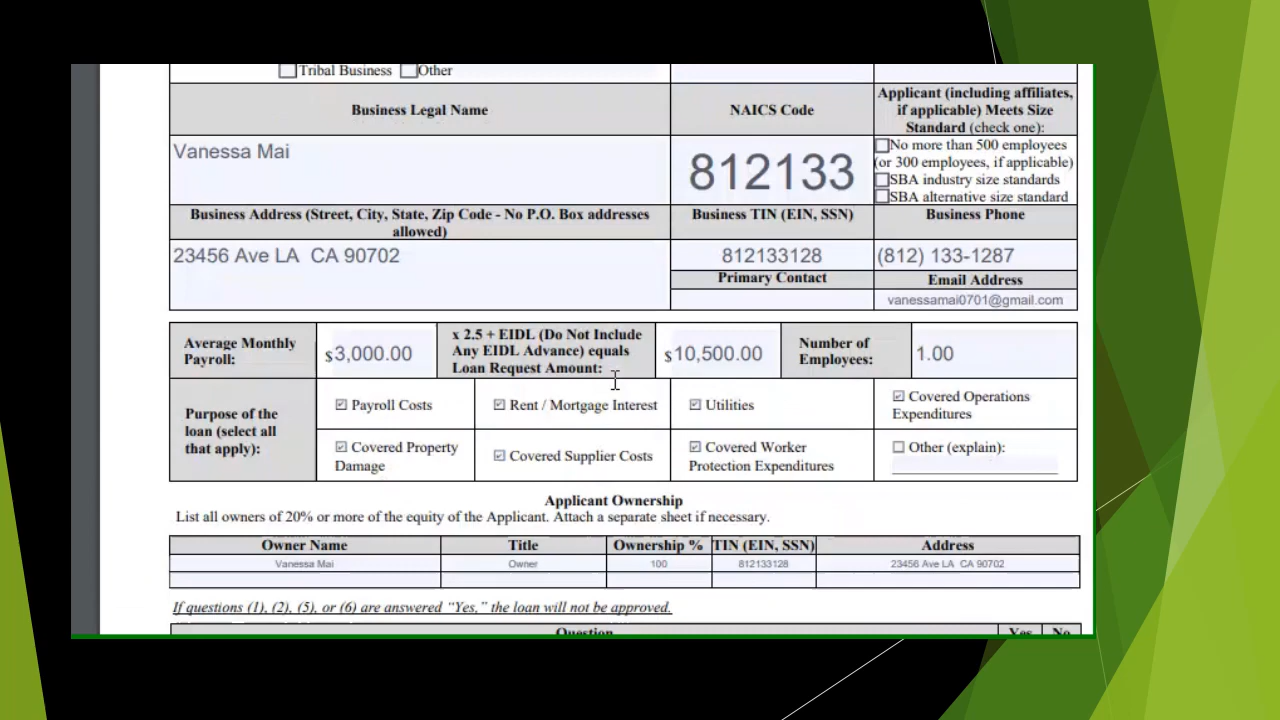 Tribal Business Other
Business Legal Name
NAICS Code
Applicant (including affiliates,
if applicable) Meets Size
Standard (check one):
Vanessa Mai
812133
No more than 500 employees
(or 300 employees, if applicable)
SBA industry size standards
SBA alternative size standard
Business Address (Street, City, State, Zip Code - No P.O. Box addresses
allowed)
Business TIN (EIN, SSN)
Business Phone
23456 Ave LA  CA 90702
812133128
(812) 133-1287
Primary Contact
Email Address
vanessamai0701@gmail.com
Average Monthly
Payroll:
$3,000.00
x 2.5 + EIDL (Do Not Include
Any EIDL Advance) equals
Loan Request Amount:
$10,500.00
Number of
Employees:
1.00
Purpose of the
loan (select all
that apply):
Payroll Costs
Rent / Mortgage Interest
Utilities
Covered Operations
Expenditures
Covered Property
Damage
Covered Supplier Costs
Covered Worker
Protection Expenditures
Other (explain):
Applicant Ownership
List all owners of 20% or more of the equity of the Applicant. Attach a separate sheet if necessary.
Owner Name Title Ownership % TIN (EIN, SSN) Address
Vanessa Mai Owner 100 812133128 23456 Ave LA  CA 90702
If questions (1), (2), (5), or (6) are answered “Yes,” the loan will not be approved.
Question Yes No